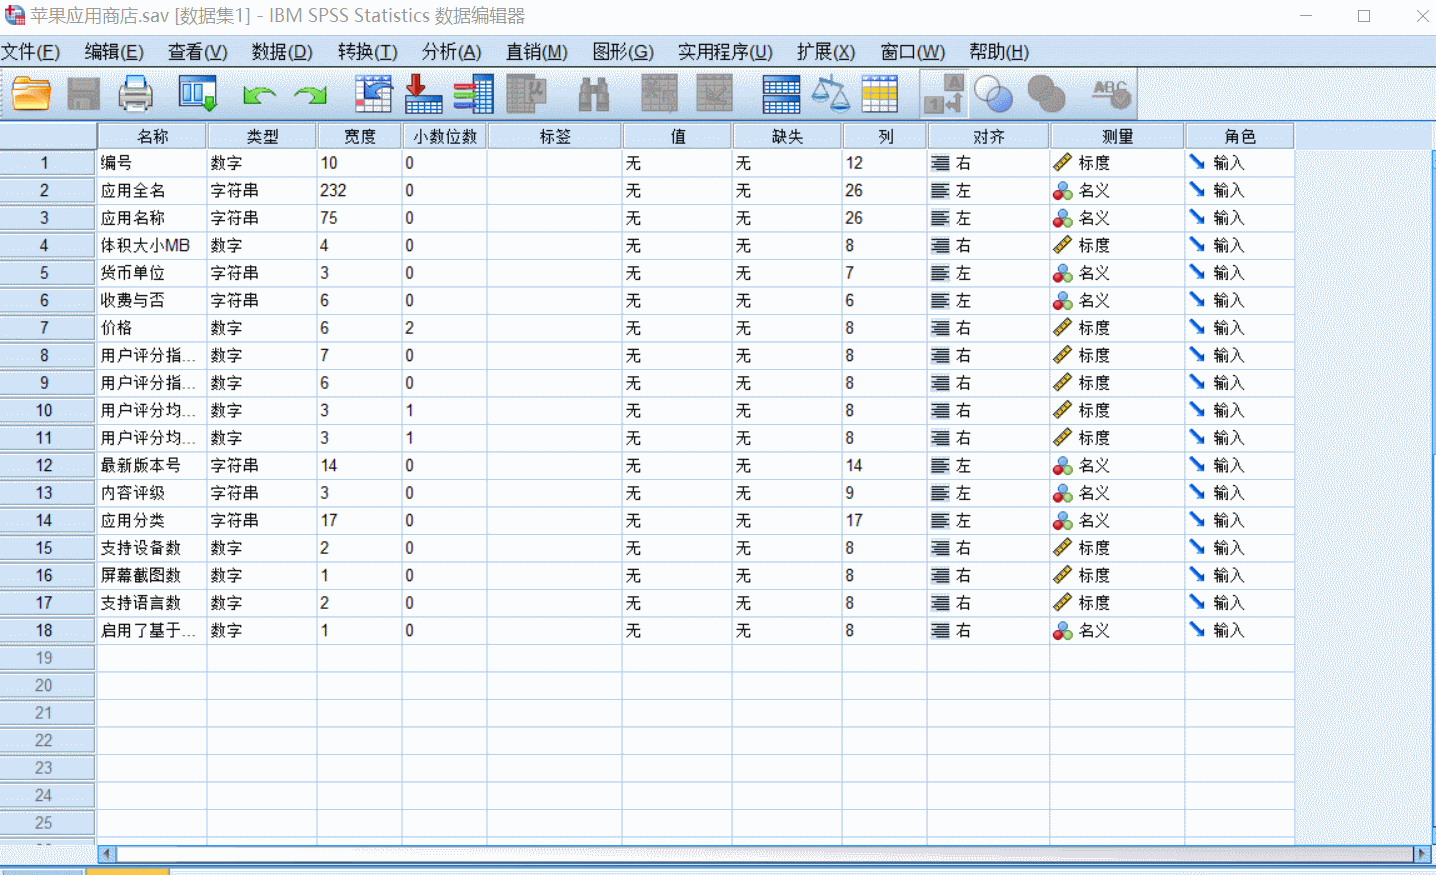 苹果应用商店.sav [数据集1] - IBM SPSS Statistics 数据编辑器
文件(F) 编辑(E) 查看(V) 数据(D) 转换(T) 分析(A) 直销(M) 图形(G) 实用程序(U) 扩展(X) 窗口(W) 帮助(H)
μ A 1 ABC
名称 类型 宽度 小数位数 标签 值 缺失 列 对齐 测量 角色
1 编号 数字 10 0 无 无 12 右 标度 输入
2 应用全名 字符串 232 0 无 无 26 左 名义 输入
3 应用名称 字符串 75 0 无 无 26 左 名义 输入
4 体积大小MB 数字 4 0 无 无 8 右 标度 输入
5 货币单位 字符串 3 0 无 无 7 左 名义 输入
6 收费与否 字符串 6 0 无 无 6 左 名义 输入
7 价格 数字 6 2 无 无 8 右 标度 输入
8 用户评分指... 数字 7 0 无 无 8 右 标度 输入
9 用户评分指... 数字 6 0 无 无 8 右 标度 输入
10 用户评分均... 数字 3 1 无 无 8 右 标度 输入
11 用户评分均... 数字 3 1 无 无 8 右 标度 输入
12 最新版本号 字符串 14 0 无 无 14 左 名义 输入
13 内容评级 字符串 3 0 无 无 9 左 名义 输入
14 应用分类 字符串 17 0 无 无 17 左 名义 输入
15 支持设备数 数字 2 0 无 无 8 右 标度 输入
16 屏幕截图数 数字 1 0 无 无 8 右 标度 输入
17 支持语言数 数字 2 0 无 无 8 右 标度 输入
18 启用了基于... 数字 1 0 无 无 8 右 名义 输入
19
20
21
22
23
24
25